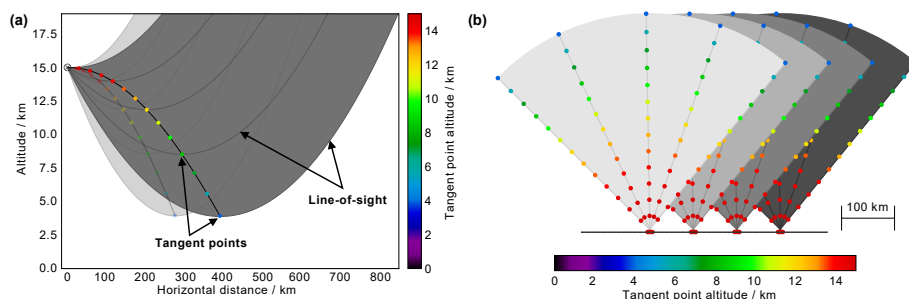 (a)
17.5
15.0
12.5
10.0
7.5
5.0
2.5
0.0
Altitude / km
0 100 200 300 400 500 600 700 800
Horizontal distance / km
Line-of-sight
Tangent points
14
12
10
8
6
4
2
0
Tangent point altitude / km
(b)
100 km
0 2 4 6 8 10 12 14
Tangent point altitude / km